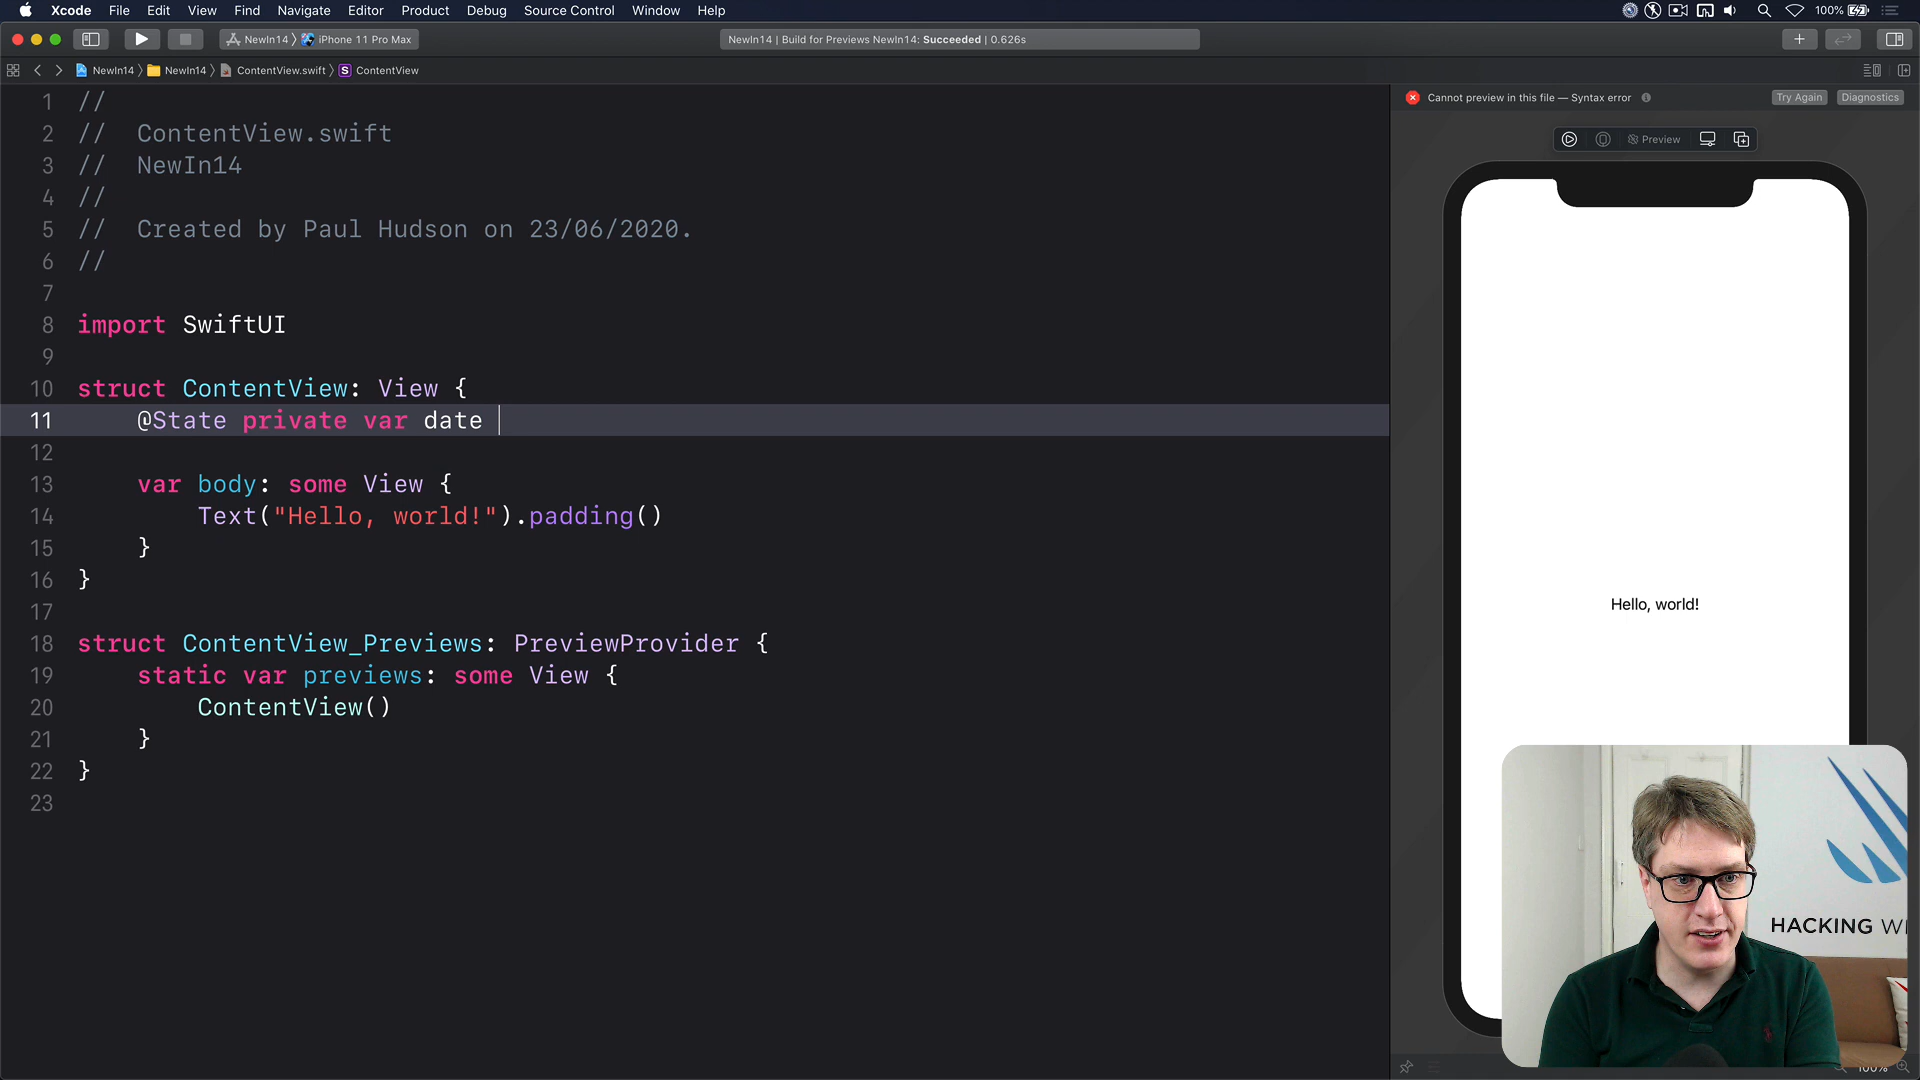 Xcode File Edit View Find Navigate Editor Product Debug Source Control Window Help 100%
NewIn14 iPhone 11 Pro Max
NewIn14 | Build for Previews NewIn14: Succeeded | 0.626s
NewIn14 NewIn14 ContentView.swift S ContentView
Cannot preview in this file — Syntax error Try Again Diagnostics
Preview
1 //
2 //  ContentView.swift
3 //  NewIn14
4 //
5 //  Created by Paul Hudson on 23/06/2020.
6 //
7
8 import SwiftUI
9
10 struct ContentView: View {
11     @State private var date
12
13     var body: some View {
14         Text("Hello, world!").padding()
15     }
16 }
17
18 struct ContentView_Previews: PreviewProvider {
19     static var previews: some View {
20         ContentView()
21     }
22 }
23
Hello, world!
HACKING
100%